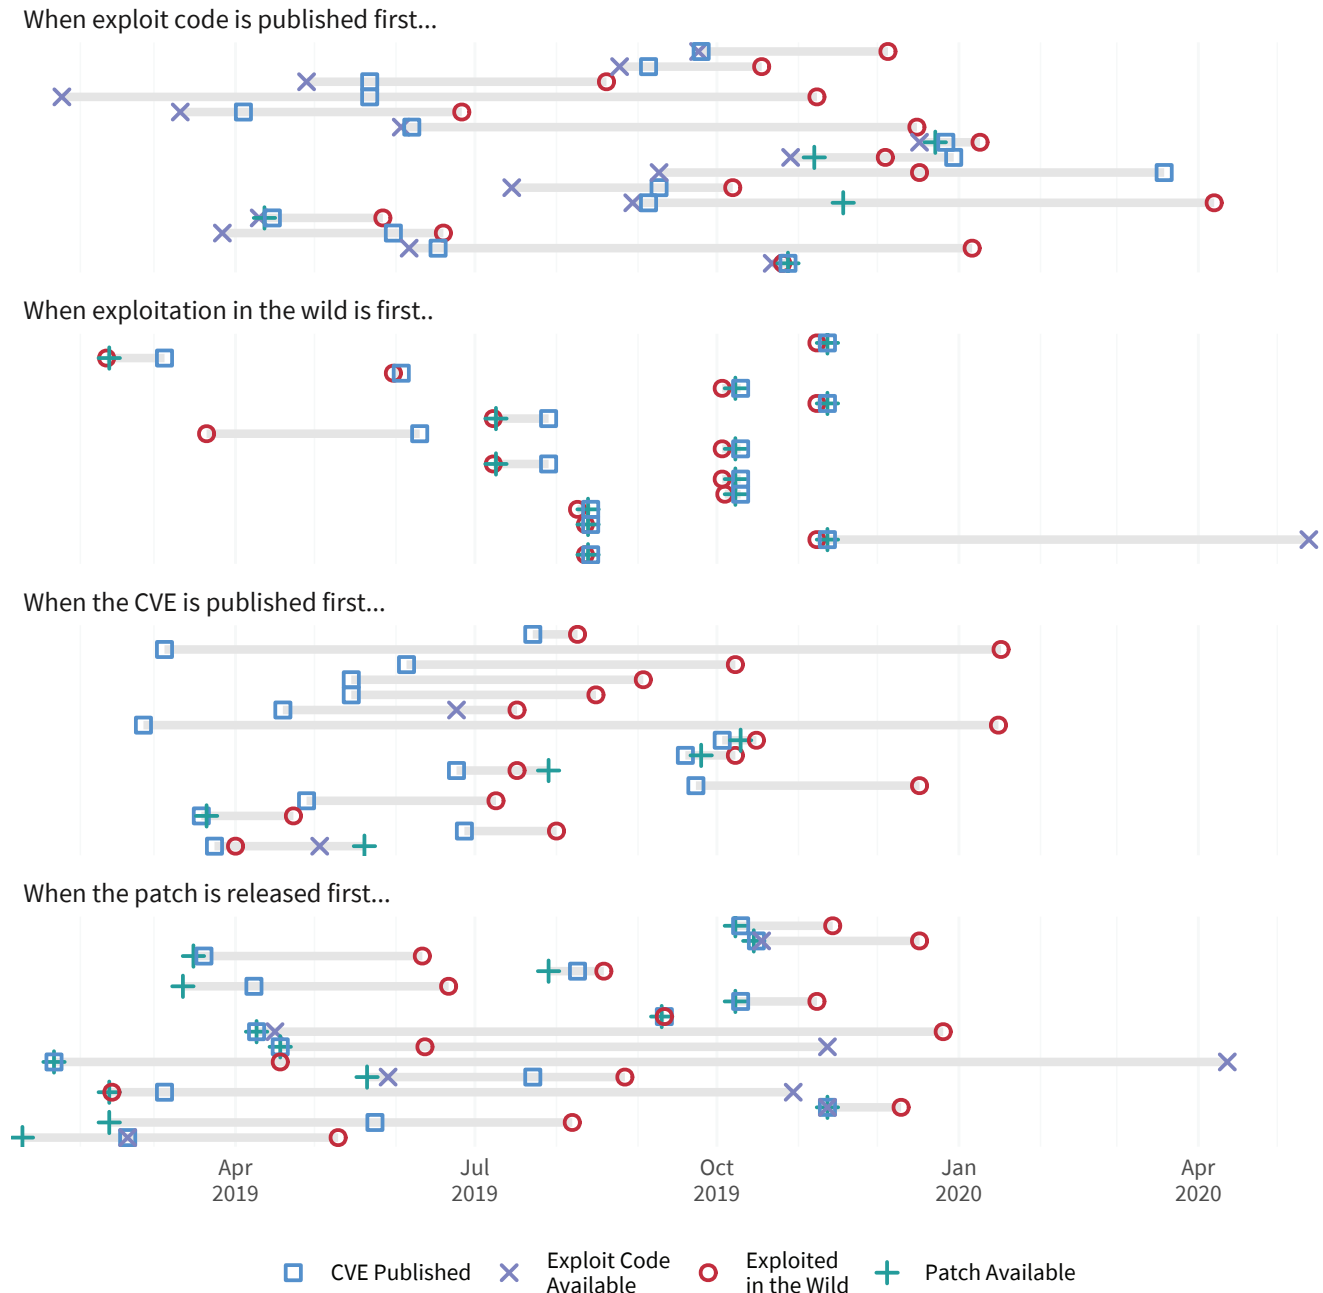 When exploit code is published first...
When exploitation in the wild is first..
When the CVE is published first...
When the patch is released first...
Apr
2019
Jul
2019
Oct
2019
Jan
2020
Apr
2020
CVE Published
Exploit Code
Available
Exploited
in the Wild
Patch Available